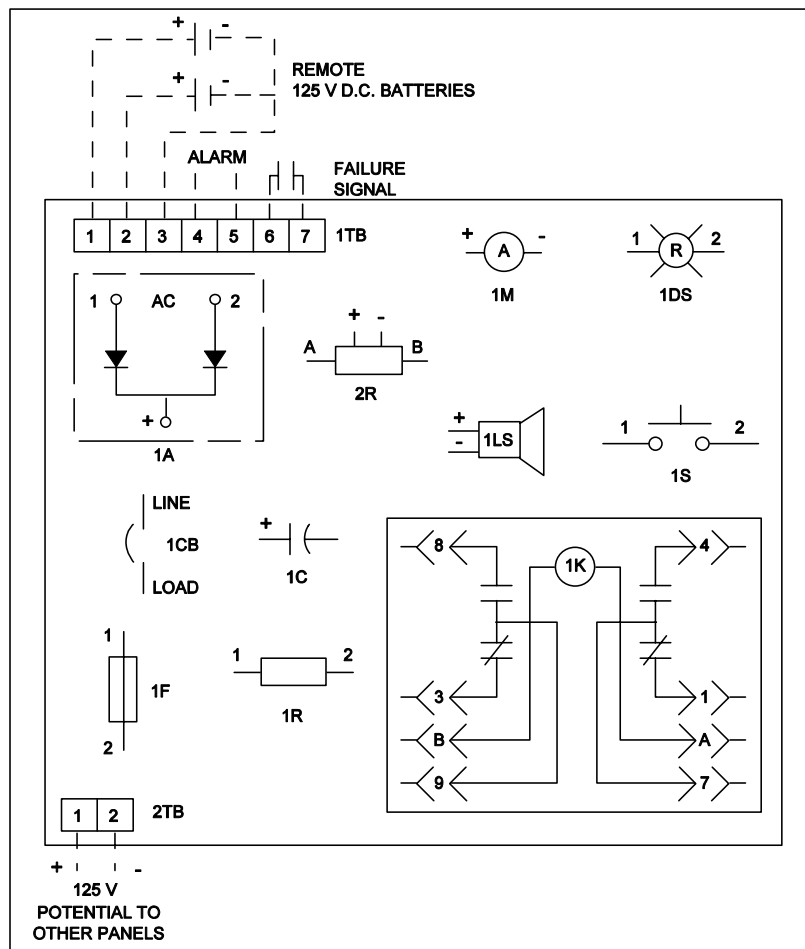 + -
+ -
REMOTE
125 V D.C. BATTERIES
ALARM
FAILURE
SIGNAL
1 2 3 4 5 6 7 1TB
+ A -
1M
1 R 2
1DS
1 AC 2
+
1A
+ -
A B
2R
+
-
1LS
1 2
1S
LINE
1CB
LOAD
+
1C
8 1K 4
1
1F
2
1 2
1R
3 1
B A
9 7
1 2 2TB
+ -
125 V
POTENTIAL TO
OTHER PANELS